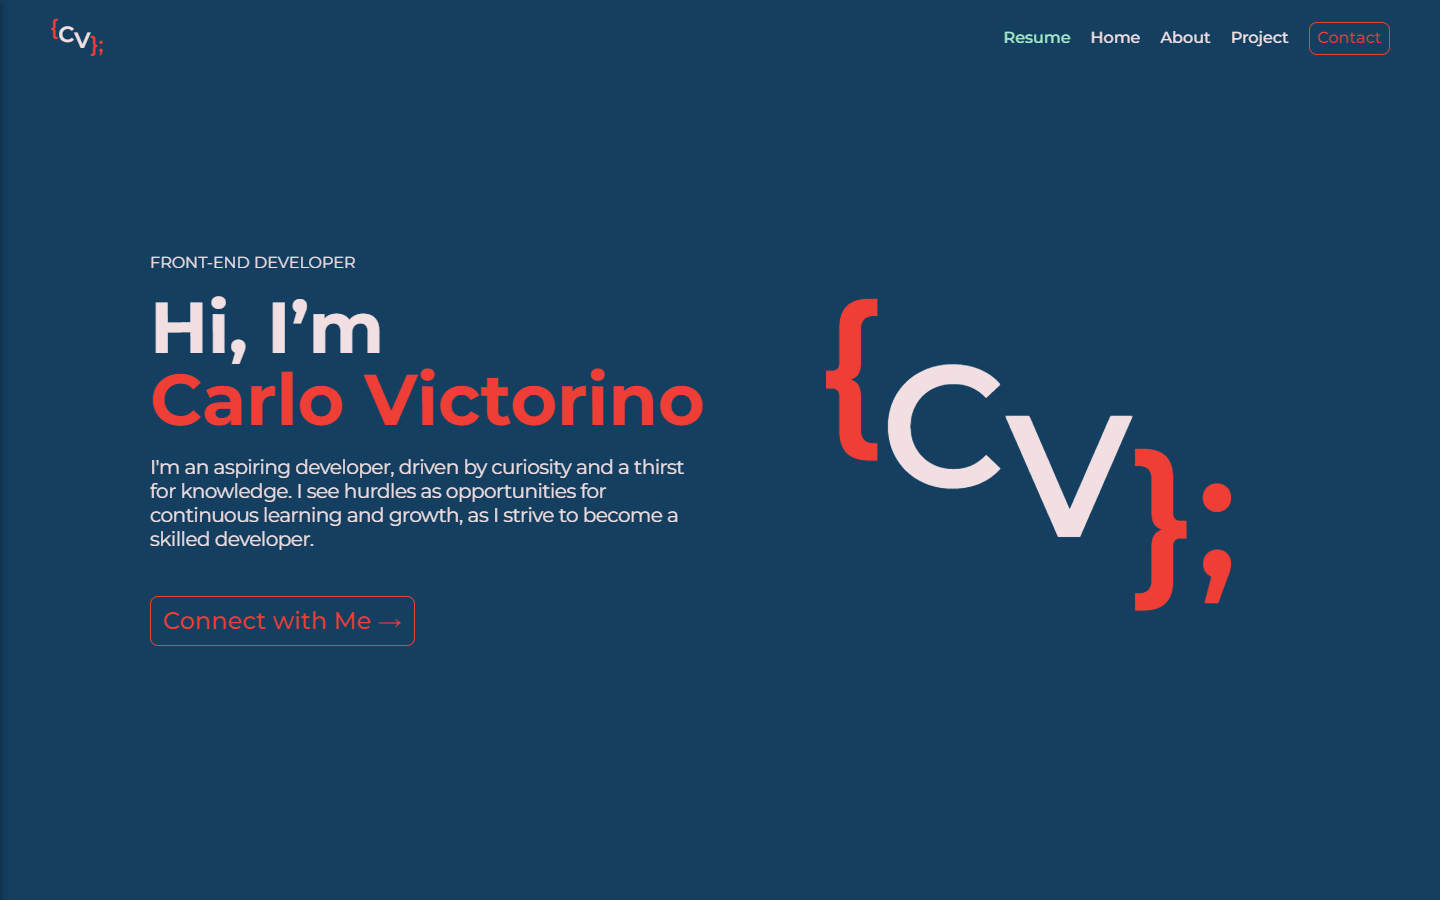 {CV};
Resume Home About Project Contact
FRONT-END DEVELOPER
Hi, I’m
Carlo Victorino
I'm an aspiring developer, driven by curiosity and a thirst
for knowledge. I see hurdles as opportunities for
continuous learning and growth, as I strive to become a
skilled developer.
Connect with Me →
{CV};